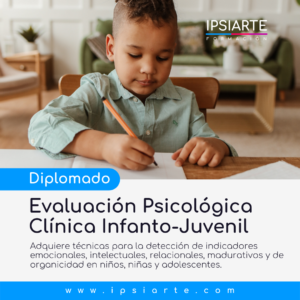 IPSIARTE
FORMACIÓN
Diplomado
Evaluación Psicológica
Clínica Infanto-Juvenil
Adquiere técnicas para la detección de indicadores
emocionales, intelectuales, relacionales, madurativos y de
organicidad en niños, niñas y adolescentes.
www.ipsiarte.com